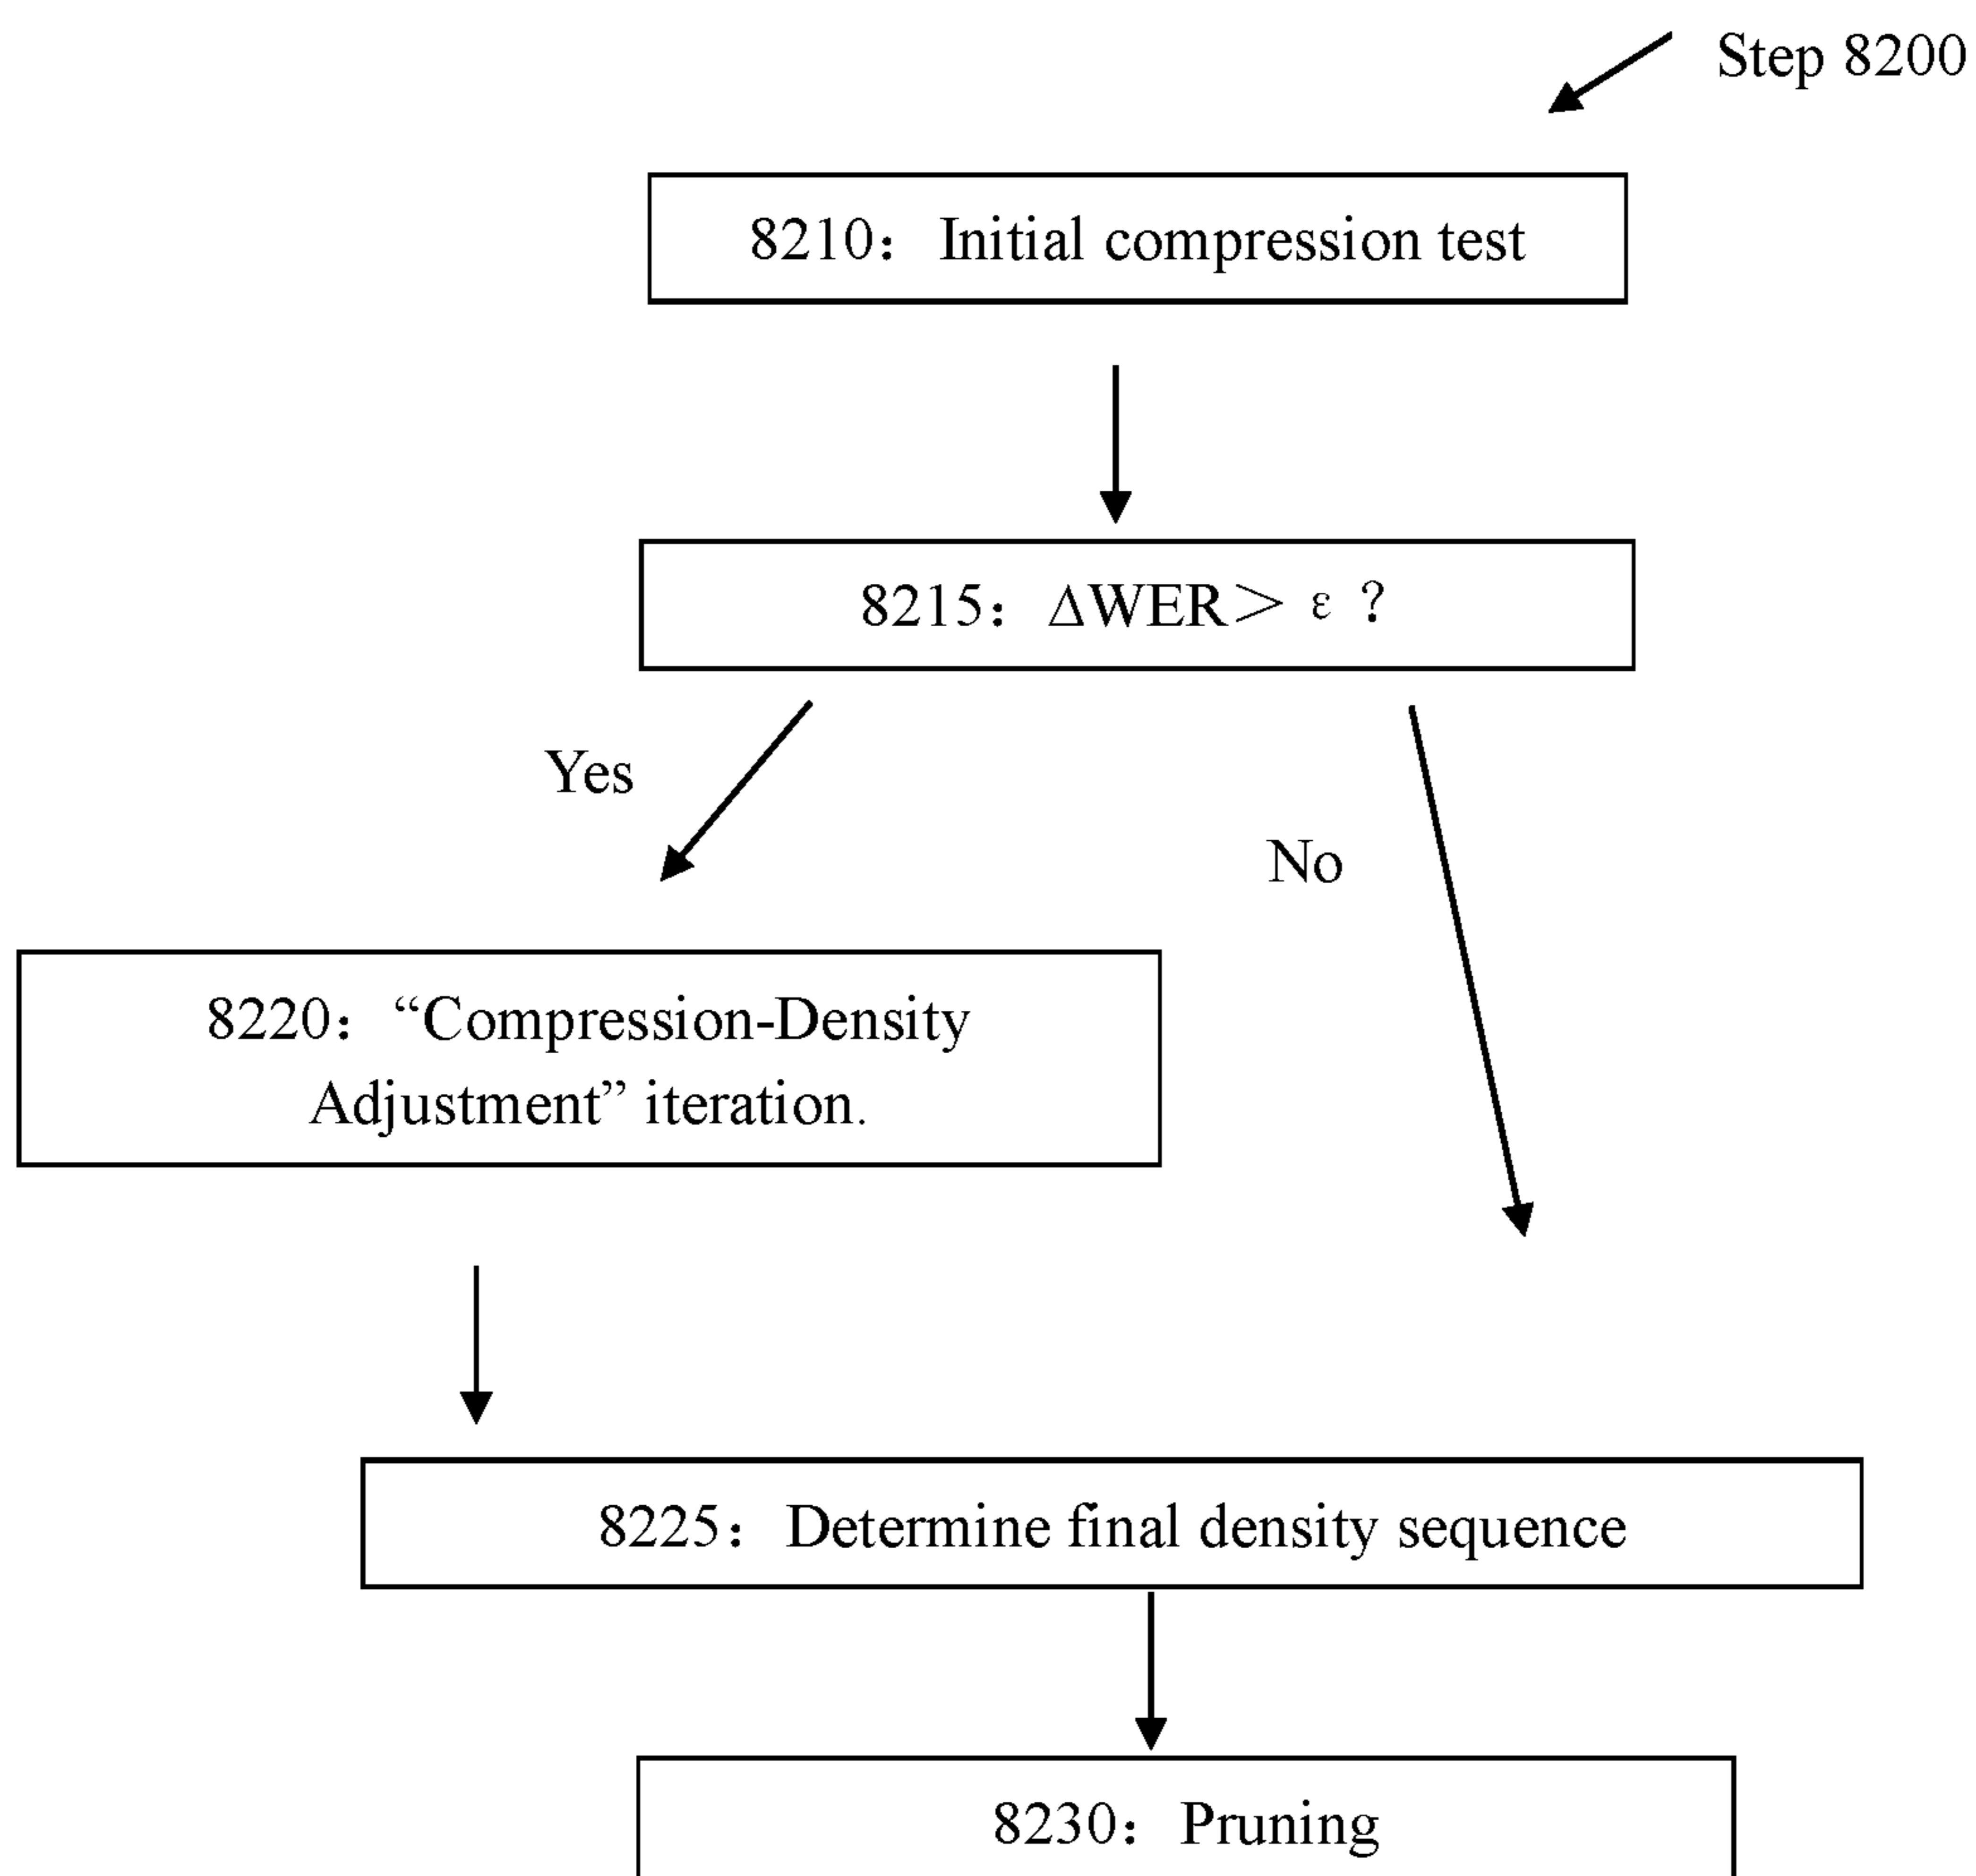 Step 8200
8210： Initial compression test
8215： ΔWER＞ ε ?
Yes
No
8220： “Compression-Density
Adjustment” iteration.
8225： Determine final density sequence
8230： Pruning